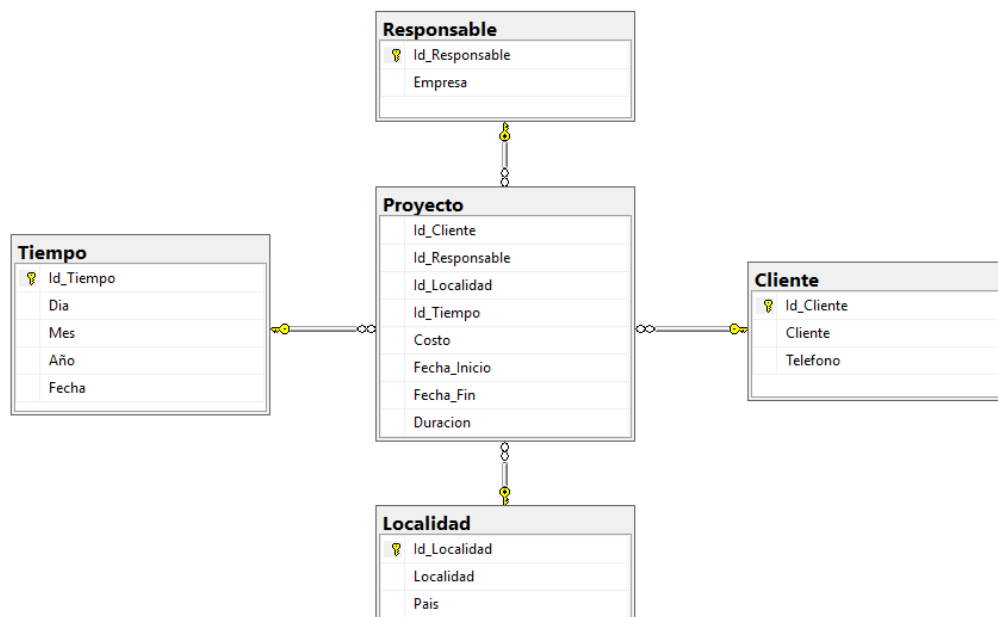 Responsable
Id_Responsable
Empresa
Proyecto
Id_Cliente
Id_Responsable
Id_Localidad
Id_Tiempo
Costo
Fecha_Inicio
Fecha_Fin
Duracion
Tiempo
Id_Tiempo
Dia
Mes
Año
Fecha
Cliente
Id_Cliente
Cliente
Telefono
Localidad
Id_Localidad
Localidad
Pais